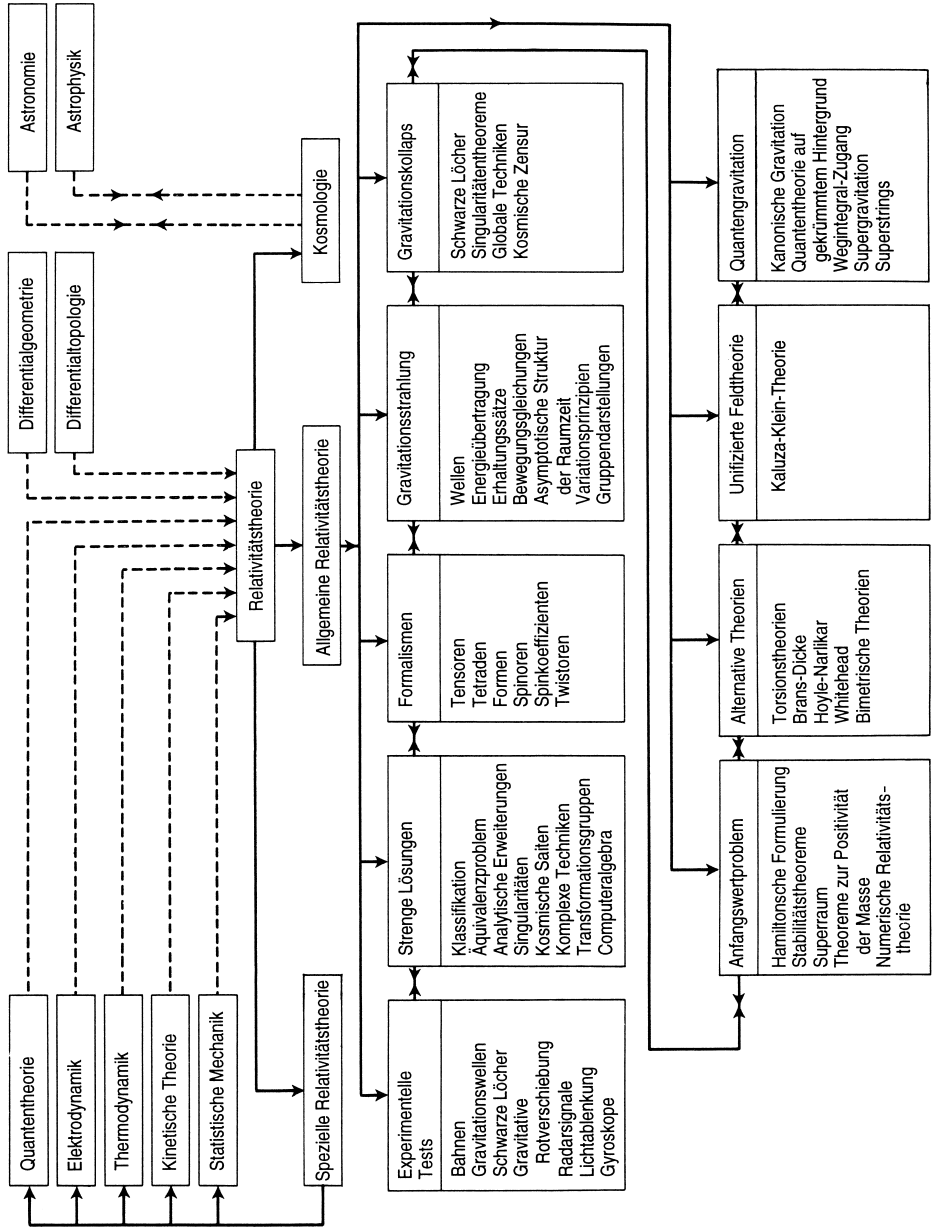 Quantentheorie
Elektrodynamik
Thermodynamik
Kinetische Theorie
Statistische Mechanik
Differentialgeometrie
Differentialtopologie
Astronomie
Astrophysik
Relativitätstheorie
Spezielle Relativitätstheorie
Allgemeine Relativitätstheorie
Kosmologie
Experimentelle
Tests
Bahnen
Gravitationswellen
Schwarze Löcher
Gravitative
Rotverschiebung
Radarsignale
Lichtablenkung
Gyroskope
Strenge Lösungen
Klassifikation
Äquivalenzproblem
Analytische Erweiterungen
Singularitäten
Kosmische Saiten
Komplexe Techniken
Transformationsgruppen
Computeralgebra
Formalismen
Tensoren
Tetraden
Formen
Spinoren
Spinkoeffizienten
Twistoren
Gravitationsstrahlung
Wellen
Energieübertragung
Erhaltungssätze
Bewegungsgleichungen
Asymptotische Struktur
der Raumzeit
Variationsprinzipien
Gruppendarstellungen
Gravitationskollaps
Schwarze Löcher
Singularitätentheoreme
Globale Techniken
Kosmische Zensur
Anfangswertproblem
Hamiltonsche Formulierung
Stabilitätstheoreme
Superraum
Theoreme zur Positivität
der Masse
Numerische Relativitäts-
theorie
Alternative Theorien
Torsionstheorien
Brans-Dicke
Hoyle-Narlikar
Whitehead
Bimetrische Theorien
Unifizierte Feldtheorie
Kaluza-Klein-Theorie
Quantengravitation
Kanonische Gravitation
Quantentheorie auf
gekrümmtem Hintergrund
Wegintegral-Zugang
Supergravitation
Superstrings